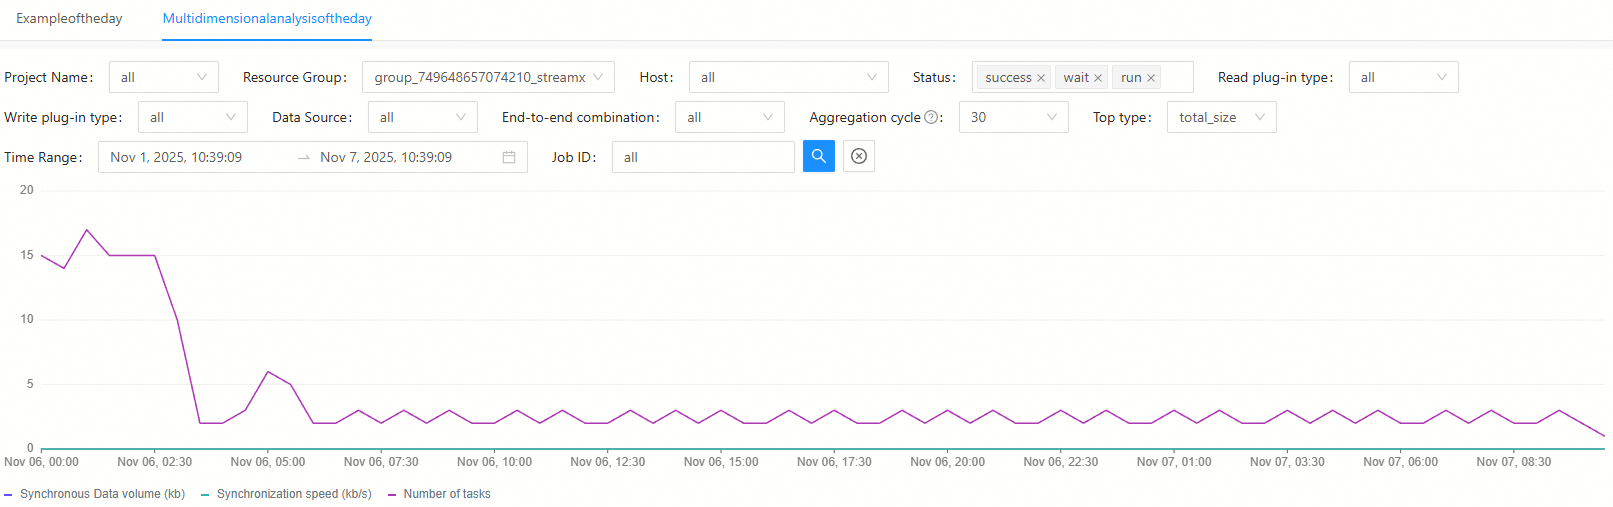 Exampleoftheday Multidimensionalanalysisoftheday
Project Name: all Resource Group: group_749648657074210_streamx Host: all Status: success × wait × run × Read plug-in type: all
Write plug-in type: all Data Source: all End-to-end combination: all Aggregation cycle ?: 30 Top type: total_size
Time Range: Nov 1, 2025, 10:39:09 → Nov 7, 2025, 10:39:09 Job ID: all
20
15
10
5
0
Nov 06, 00:00 Nov 06, 02:30 Nov 06, 05:00 Nov 06, 07:30 Nov 06, 10:00 Nov 06, 12:30 Nov 06, 15:00 Nov 06, 17:30 Nov 06, 20:00 Nov 06, 22:30 Nov 07, 01:00 Nov 07, 03:30 Nov 07, 06:00 Nov 07, 08:30
Synchronous Data volume (kb) Synchronization speed (kb/s) Number of tasks